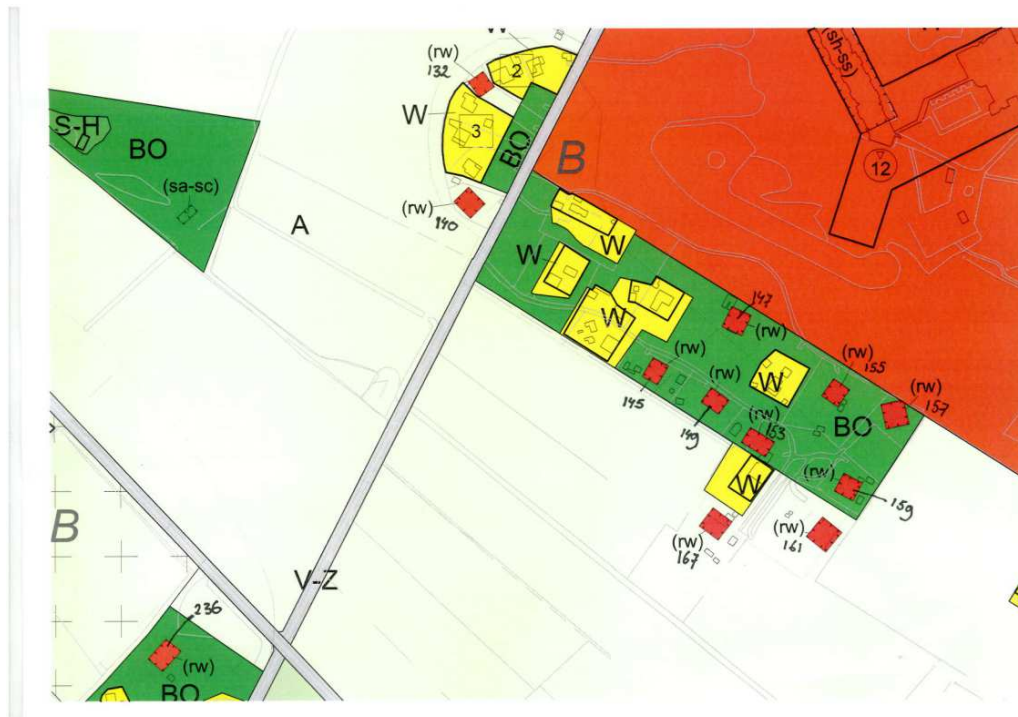 W
(rw)
132
2
W
3
BO
B
(sh-ss)
12
S-H
BO
(sa-sc)
A
(rw)
140
W
W
W
147
(rw)
(rw)
145
(rw)
149
W
(rw)
155
(rw)
157
(rw)
153
BO
W
(rw)
159
(rw)
167
(rw)
161
B
V-Z
236
(rw)
BO